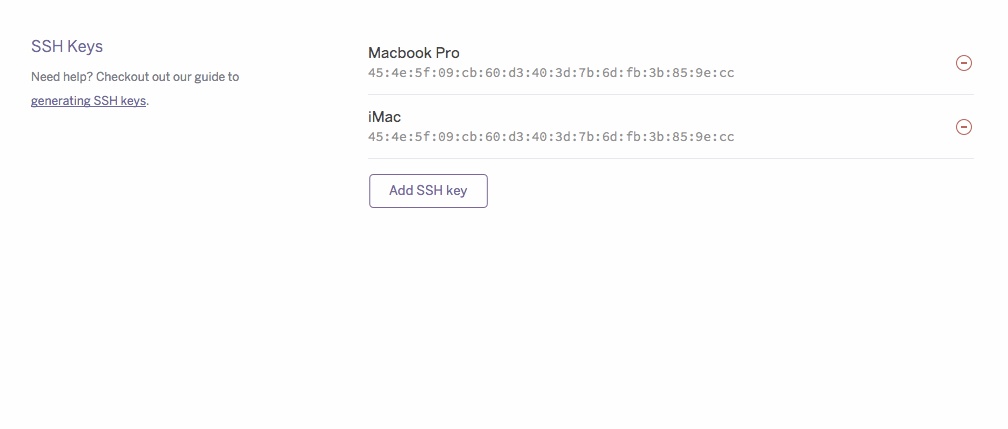 SSH Keys
Need help? Checkout out our guide to
generating SSH keys.
Macbook Pro
45:4e:5f:09:cb:60:d3:40:3d:7b:6d:fb:3b:85:9e:cc
iMac
45:4e:5f:09:cb:60:d3:40:3d:7b:6d:fb:3b:85:9e:cc
Add SSH key